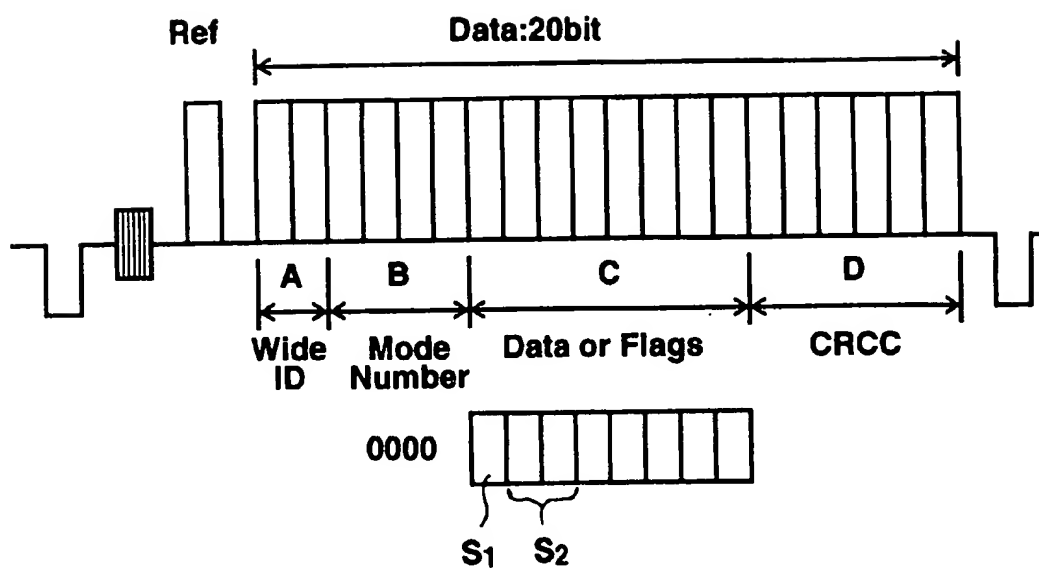 Ref
Data:20bit
A
B
C
D
Wide ID
Mode Number
Data or Flags
CRCC
0000
S1
S2